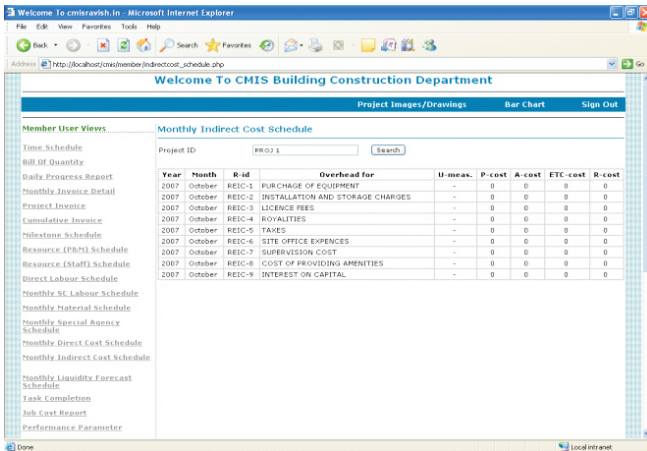 Welcome To cmisravish.in - Microsoft Internet Explorer
File Edit View Favorites Tools Help
Back Search Favorites
Address http://localhost/cmis/member/indirectcost_schedule.php Go
Welcome To CMIS Building Construction Department
Project Images/Drawings Bar Chart Sign Out
Member User Views
Time Schedule
Bill Of Quantity
Daily Progress Report
Monthly Invoice Detail
Project Invoice
Cumulative Invoice
Milestone Schedule
Resource (P&M) Schedule
Resource (Staff) Schedule
Direct Labour Schedule
Monthly SC Labour Schedule
Monthly Material Schedule
Monthly Special Agency
Schedule
Monthly Direct Cost Schedule
Monthly Indirect Cost Schedule
Monthly Liquidity Forecast
Schedule
Task Completion
Job Cost Report
Performance Parameter
Monthly Indirect Cost Schedule
Project ID PROJ 1 Search
Year Month R-id Overhead for U-meas. P-cost A-cost ETC-cost R-cost
2007 October REIC-1 PURCHAGE OF EQUIPMENT - 0 0 0 0
2007 October REIC-2 INSTALLATION AND STORAGE CHARGES - 0 0 0 0
2007 October REIC-3 LICENCE FEES - 0 0 0 0
2007 October REIC-4 ROYALITIES - 0 0 0 0
2007 October REIC-5 TAXES - 0 0 0 0
2007 October REIC-6 SITE OFFICE EXPENCES - 0 0 0 0
2007 October REIC-7 SUPERVISION COST - 0 0 0 0
2007 October REIC-8 COST OF PROVIDING AMENITIES - 0 0 0 0
2007 October REIC-9 INTEREST ON CAPITAL - 0 0 0 0
Done Local intranet